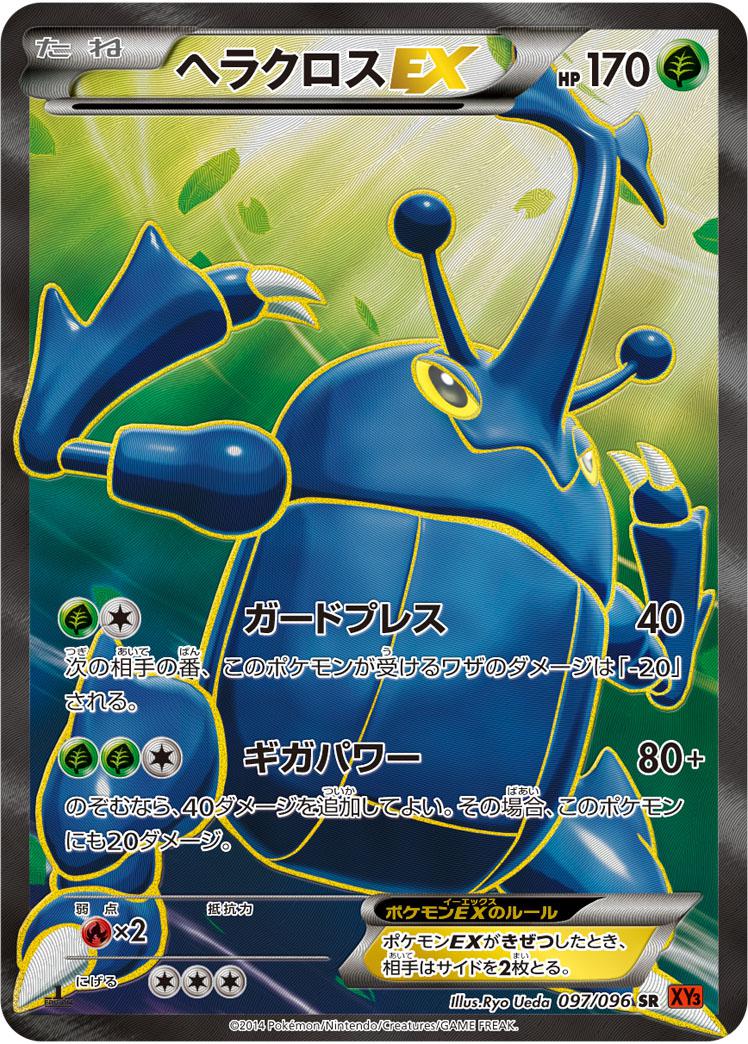 たね
ヘラクロスEX
HP170
ガードプレス 40
次の相手の番、このポケモンが受けるワザのダメージは「-20」
される。
ギガパワー 80+
のぞむなら、40ダメージを追加してよい。その場合、このポケモン
にも20ダメージ。
弱点 抵抗力
×2
にげる
ポケモンEXのルール
ポケモンEXがきぜつしたとき、
相手はサイドを2枚とる。
Illus.Ryo Ueda 097/096 SR XY3
©2014 Pokémon/Nintendo/Creatures/GAME FREAK.